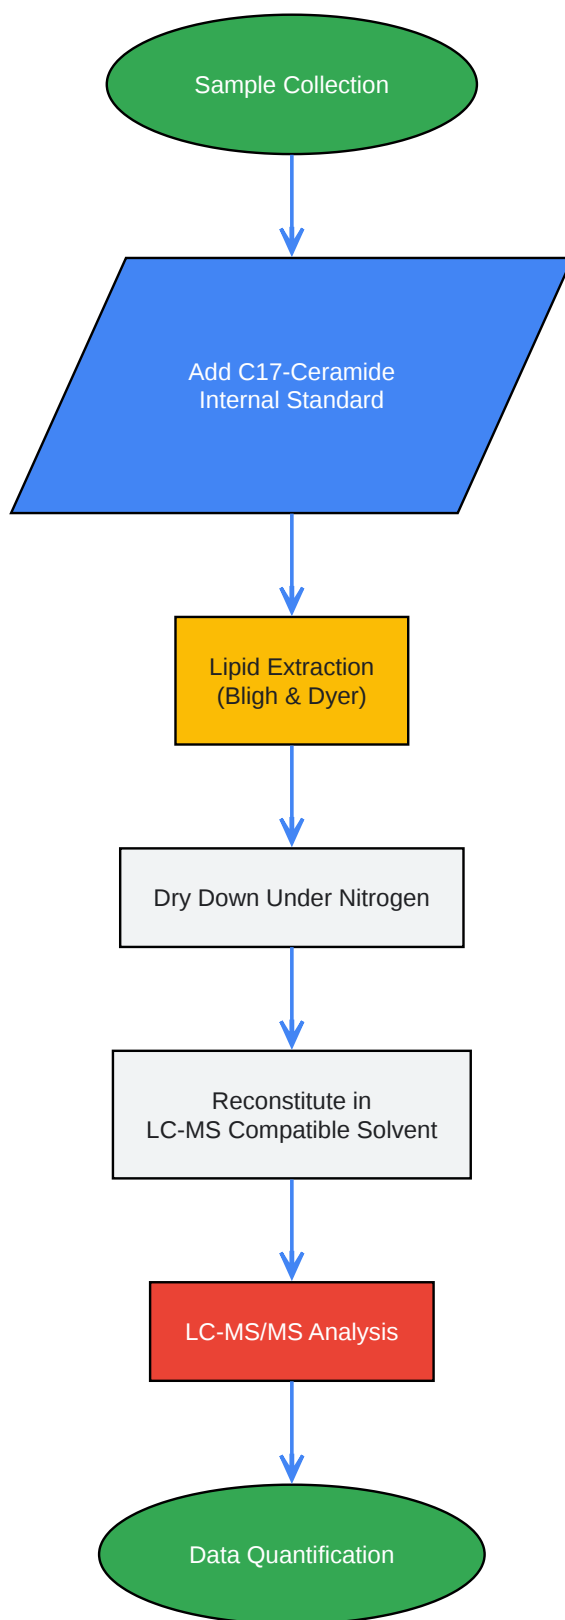 Sample Collection
Add C17-Ceramide
Internal Standard
Lipid Extraction
(Bligh & Dyer)
Dry Down Under Nitrogen
Reconstitute in
LC-MS Compatible Solvent
LC-MS/MS Analysis
Data Quantification